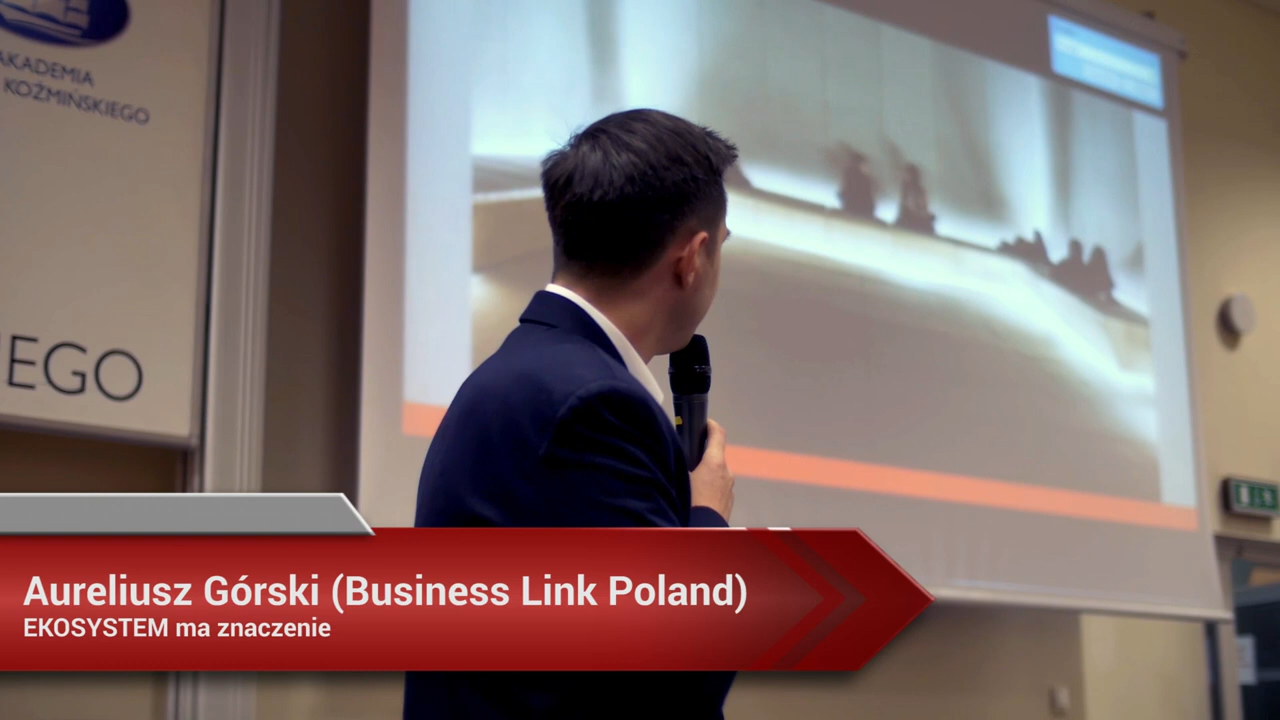 AKADEMIA
KOŹMIŃSKIEGO
EGO
Aureliusz Górski (Business Link Poland)
EKOSYSTEM ma znaczenie